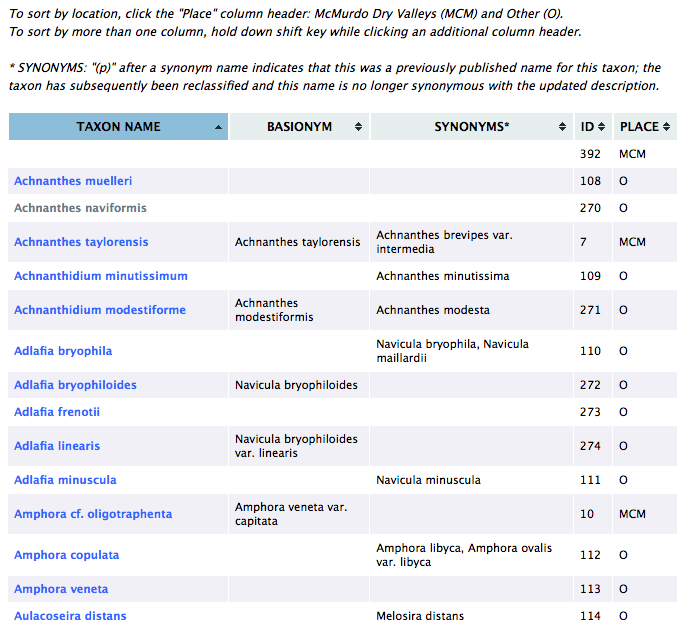 To sort by location, click the "Place" column header: McMurdo Dry Valleys (MCM) and Other (O).
To sort by more than one column, hold down shift key while clicking an additional column header.
* SYNONYMS: "(p)" after a synonym name indicates that this was a previously published name for this taxon; the
taxon has subsequently been reclassified and this name is no longer synonymous with the updated description.
TAXON NAME BASIONYM SYNONYMS* ID PLACE
392 MCM
Achnanthes muelleri 108 O
Achnanthes naviformis 270 O
Achnanthes taylorensis Achnanthes taylorensis Achnanthes brevipes var.
intermedia 7 MCM
Achnanthidium minutissimum Achnanthes minutissima 109 O
Achnanthidium modestiforme Achnanthes
modestiformis Achnanthes modesta 271 O
Adlafia bryophila Navicula bryophila, Navicula
maillardii 110 O
Adlafia bryophiloides Navicula bryophiloides 272 O
Adlafia frenotii 273 O
Adlafia linearis Navicula bryophiloides
var. linearis 274 O
Adlafia minuscula Navicula minuscula 111 O
Amphora cf. oligotraphenta Amphora veneta var.
capitata 10 MCM
Amphora copulata Amphora libyca, Amphora ovalis
var. libyca 112 O
Amphora veneta 113 O
Aulacoseira distans Melosira distans 114 O